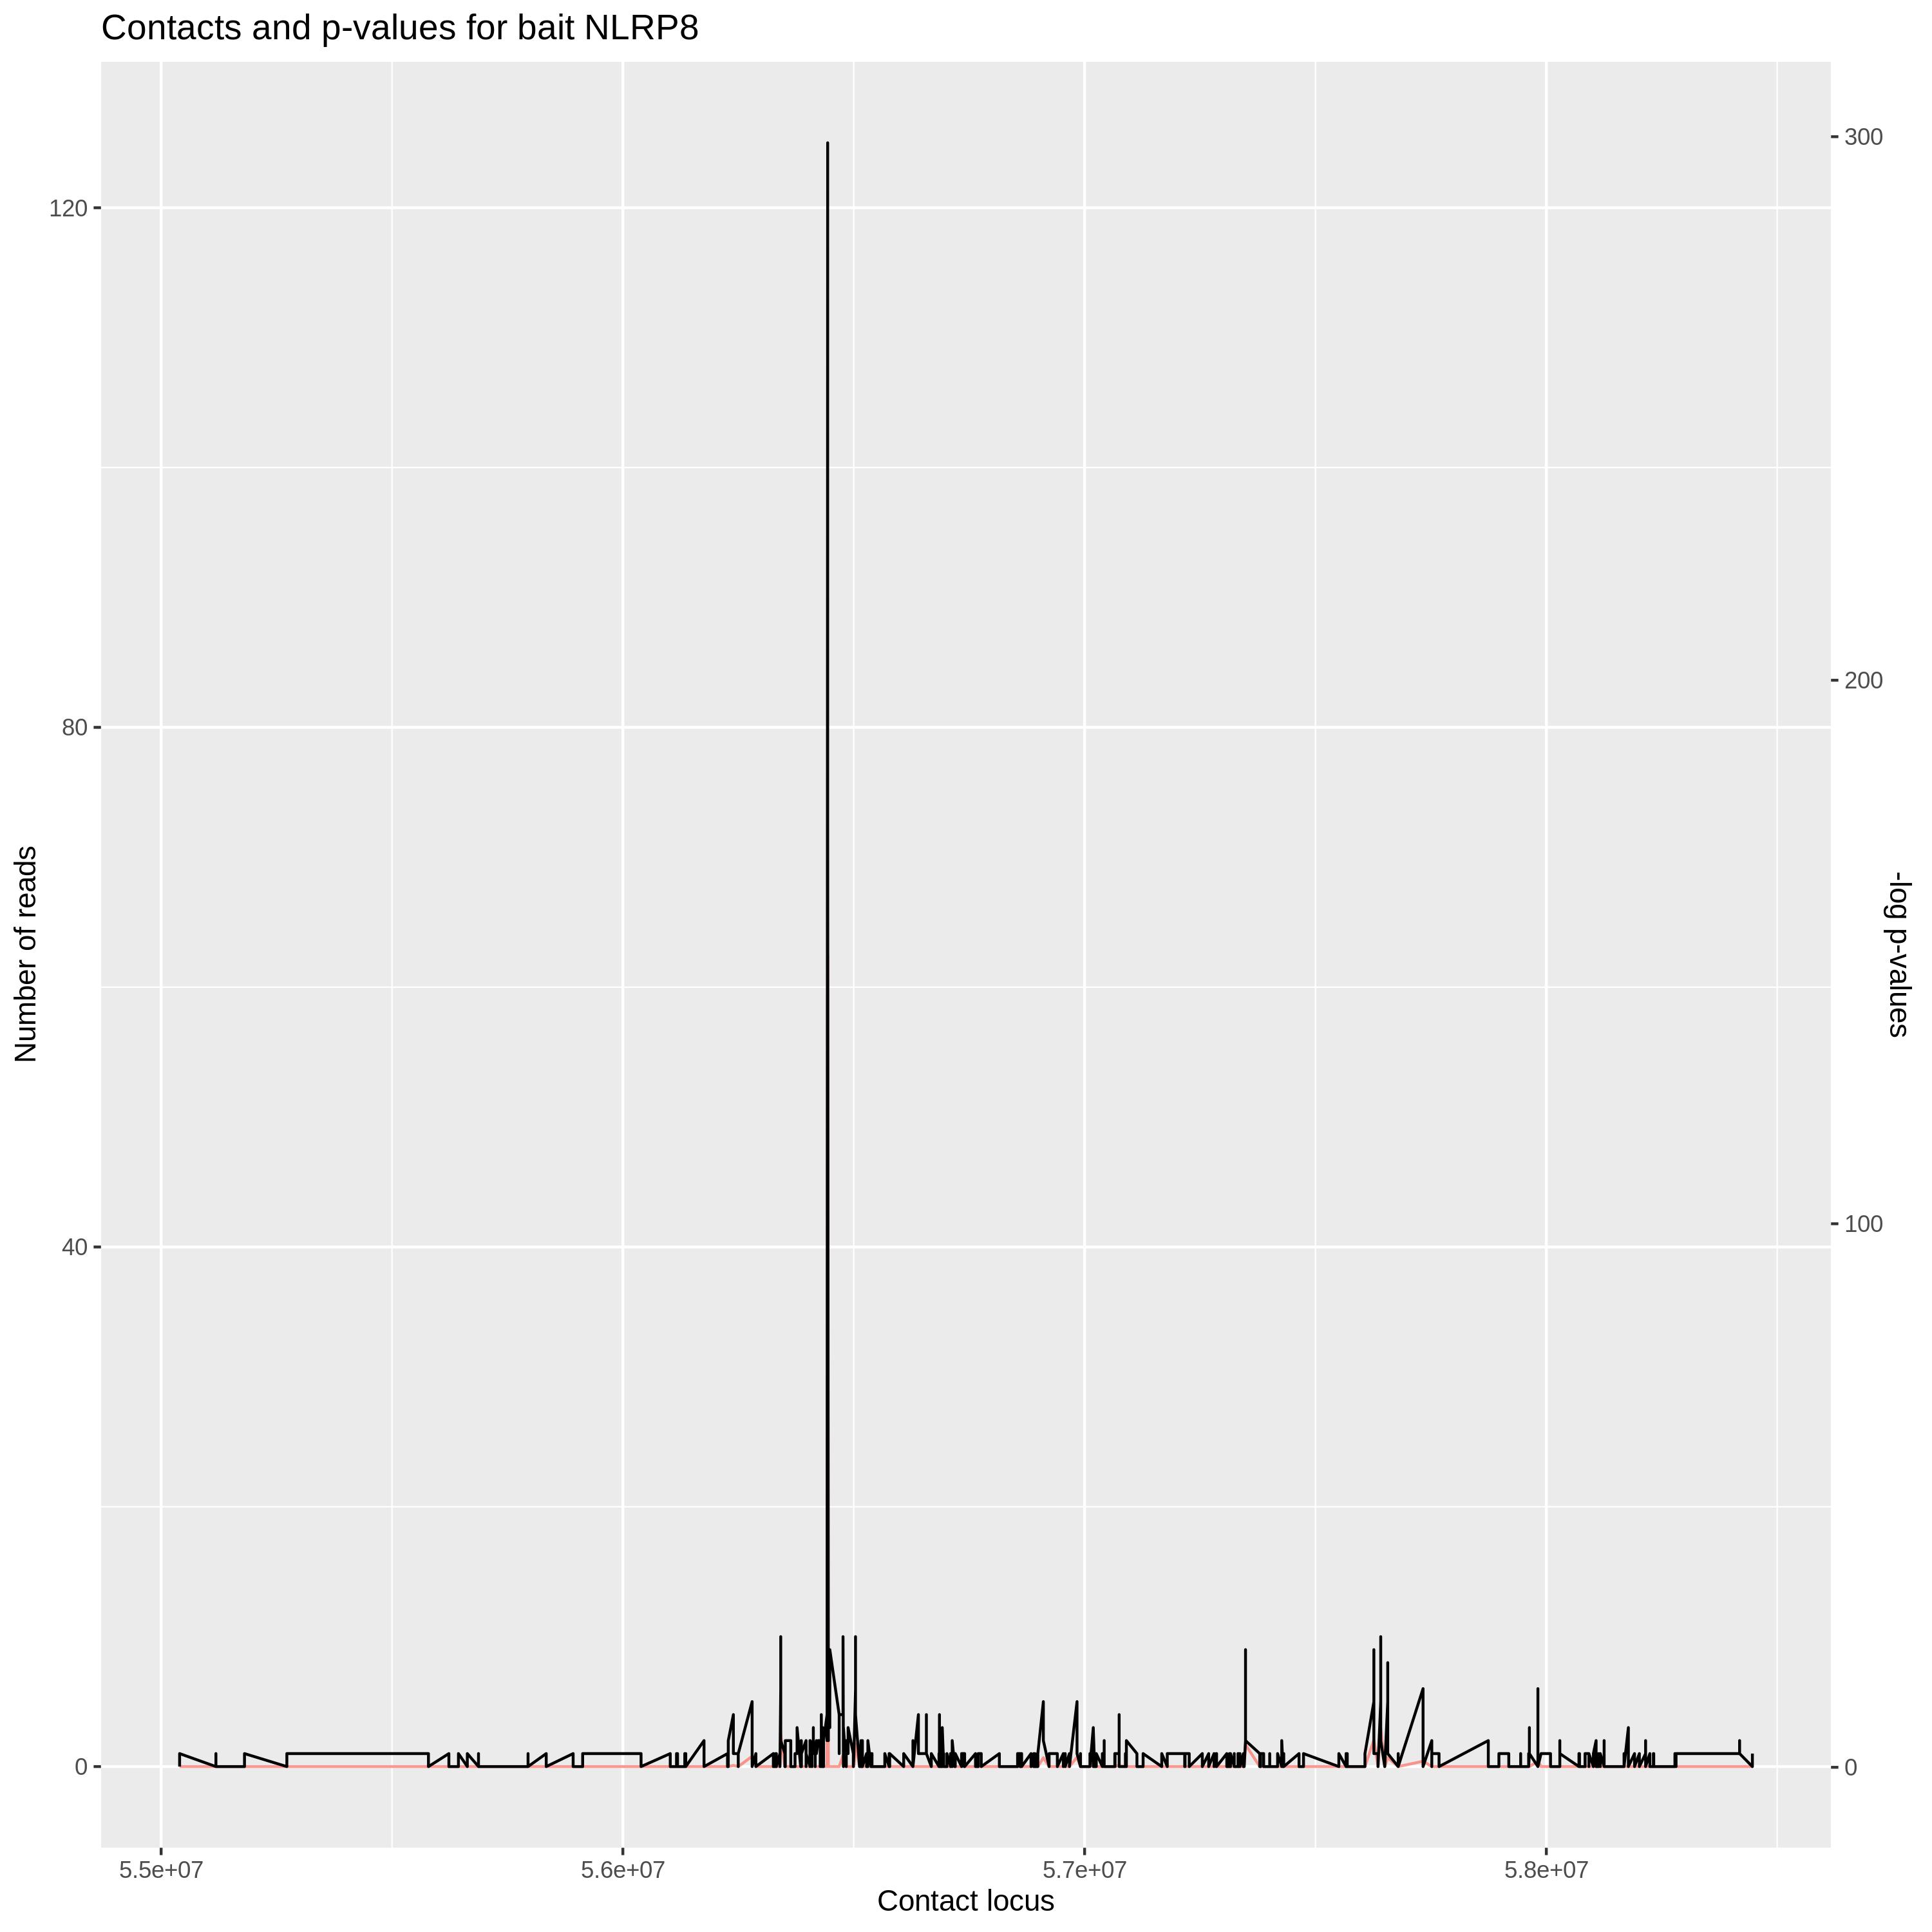 Contacts and p-values for bait NLRP8
300
120
200
80
Number of reads
-log p-values
100
40
0
0
5.5e+07
5.6e+07
5.7e+07
5.8e+07
Contact locus